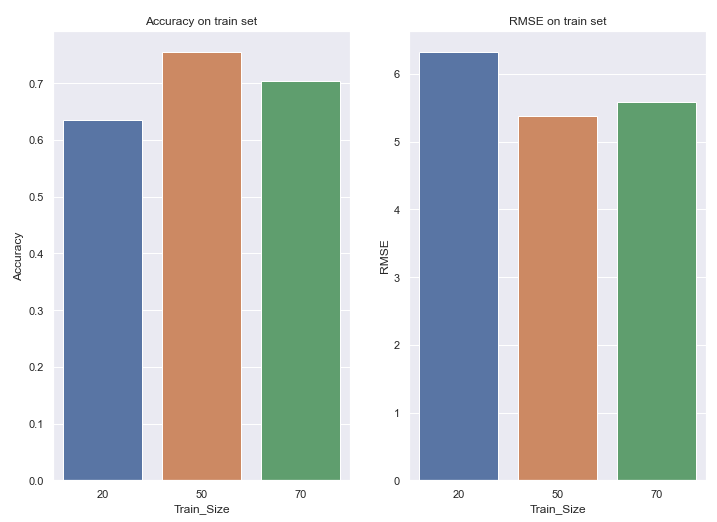 Accuracy on train set
Accuracy
0.7
0.6
0.5
0.4
0.3
0.2
0.1
0.0
20 50 70
Train_Size
RMSE on train set
RMSE
6
5
4
3
2
1
0
20 50 70
Train_Size